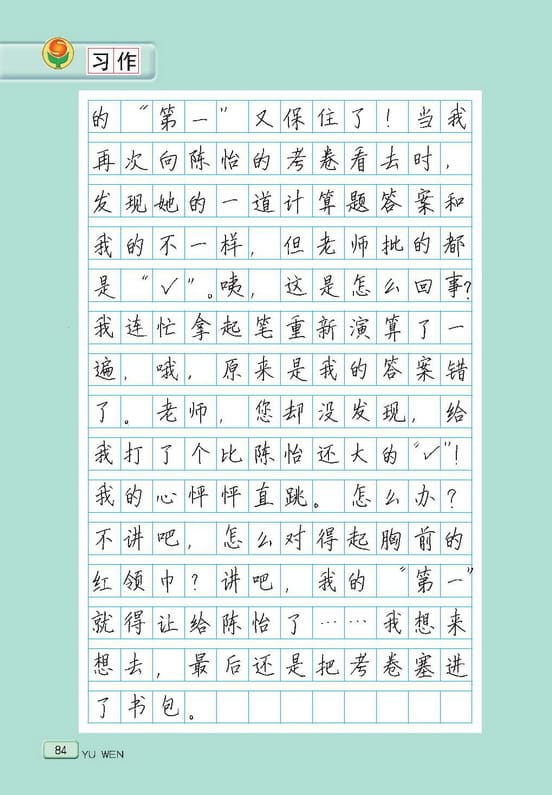 习作
的“第一”又保住了！当我
再次向陈怡的考卷看去时，
发现她的一道计算题答案和
我的不一样，但老师批的都
是“✓”。咦，这是怎么回事?
我连忙拿起笔重新演算了一
遍，哦，原来是我的答案错
了。老师，您却没发现，给
我打了个比陈怡还大的“✓”!
我的心怦怦直跳。怎么办?
不讲吧，怎么对得起胸前的
红领巾?讲吧，我的“第一”
就得让给陈怡了……我想来
想去，最后还是把考卷塞进
了书包。
84 YU WEN